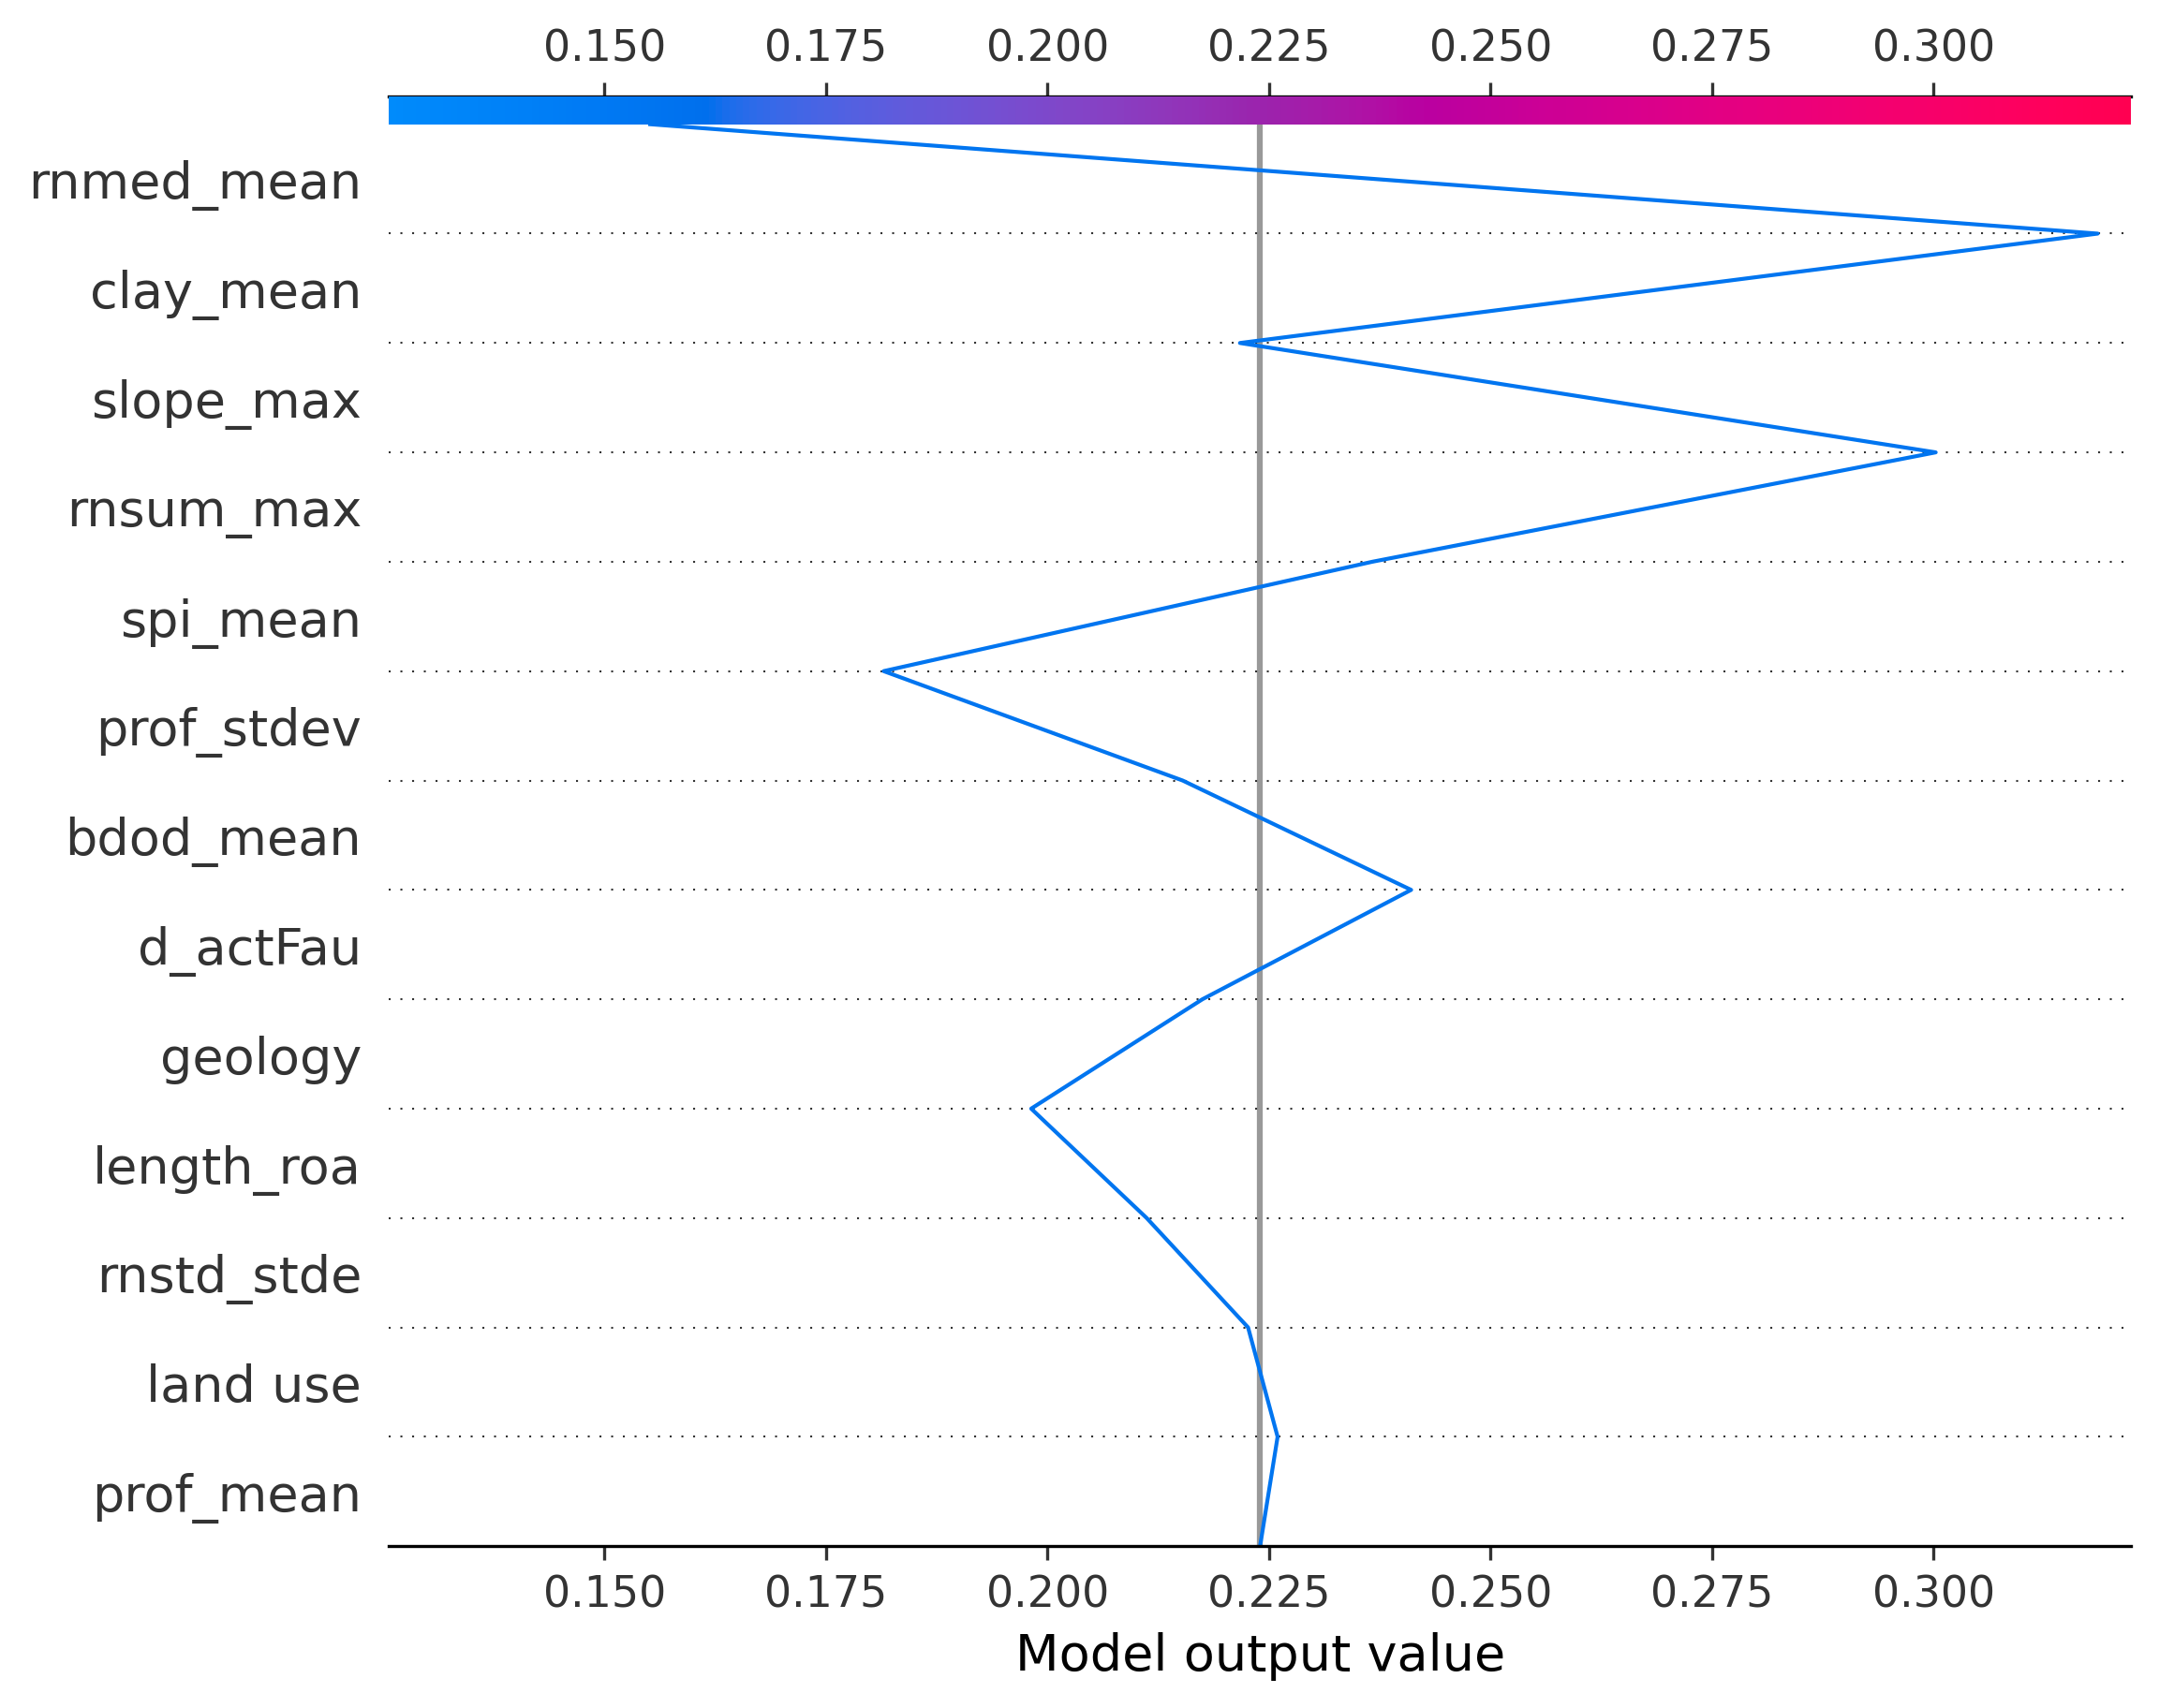 0.150 0.175 0.200 0.225 0.250 0.275 0.300
rnmed_mean
clay_mean
slope_max
rnsum_max
spi_mean
prof_stdev
bdod_mean
d_actFau
geology
length_roa
rnstd_stde
land use
prof_mean
0.150 0.175 0.200 0.225 0.250 0.275 0.300
Model output value